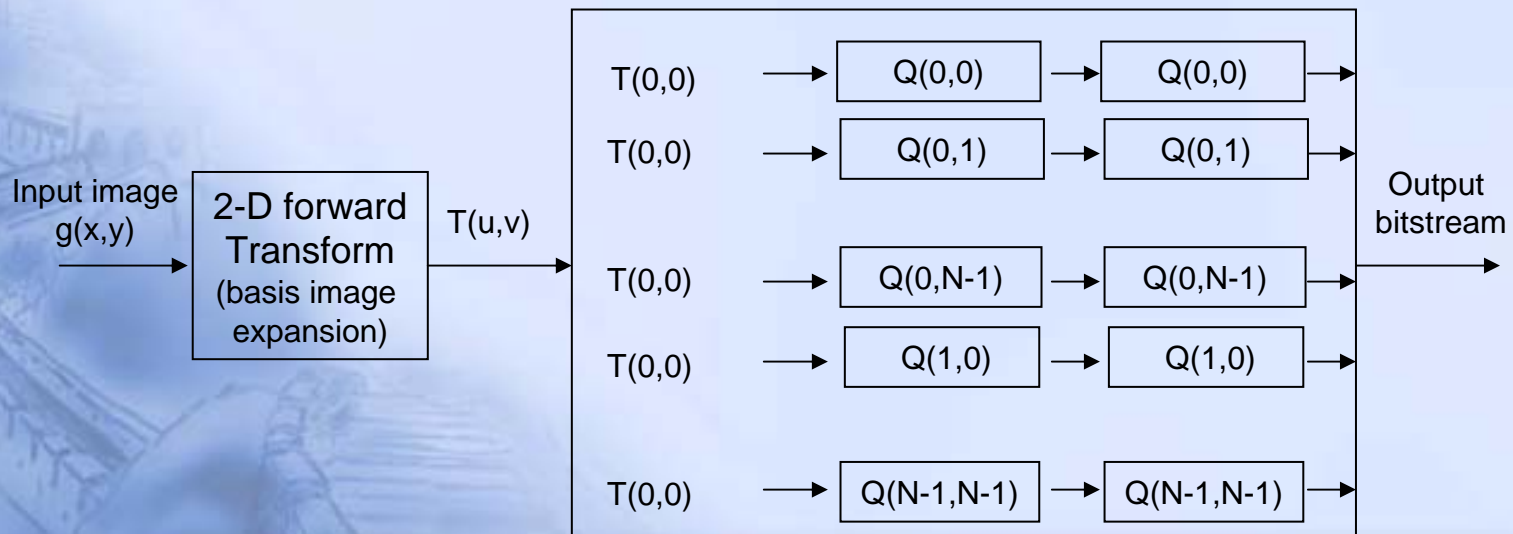 Input image
g(x,y)
2-D forward
Transform
(basis image
expansion)
T(u,v)
T(0,0) Q(0,0) Q(0,0)
T(0,0) Q(0,1) Q(0,1)
T(0,0) Q(0,N-1) Q(0,N-1)
T(0,0) Q(1,0) Q(1,0)
T(0,0) Q(N-1,N-1) Q(N-1,N-1)
Output
bitstream